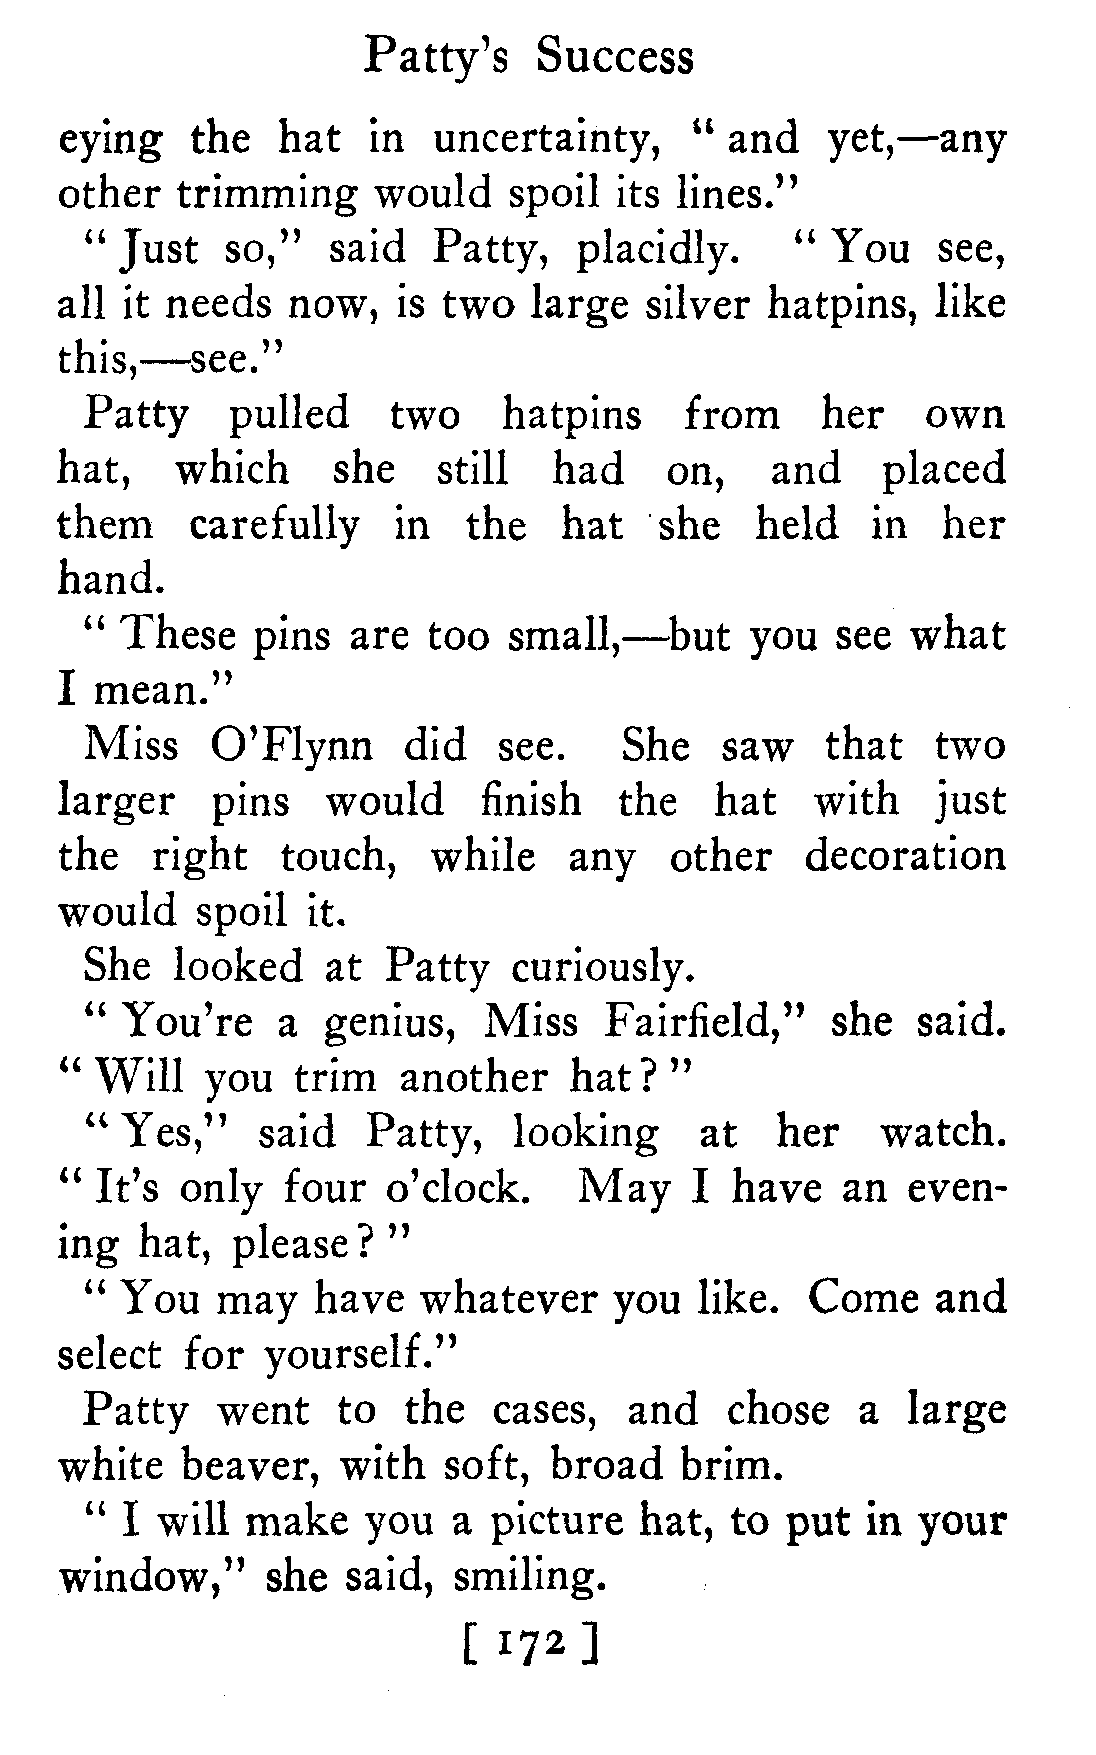 Patty's Success
eying the hat in uncertainty, " and yet,—any
other trimming would spoil its lines."
" Just so," said Patty, placidly. " You see,
all it needs now, is two large silver hatpins, like
this,—see."
Patty pulled two hatpins from her own
hat, which she still had on, and placed
them carefully in the hat she held in her
hand.
" These pins are too small,—but you see what
I mean."
Miss O'Flynn did see. She saw that two
larger pins would finish the hat with just
the right touch, while any other decoration
would spoil it.
She looked at Patty curiously.
" You're a genius, Miss Fairfield," she said.
" Will you trim another hat? "
" Yes," said Patty, looking at her watch.
" It's only four o'clock. May I have an even-
ing hat, please? "
" You may have whatever you like. Come and
select for yourself."
Patty went to the cases, and chose a large
white beaver, with soft, broad brim.
" I will make you a picture hat, to put in your
window," she said, smiling.
[ 172 ]